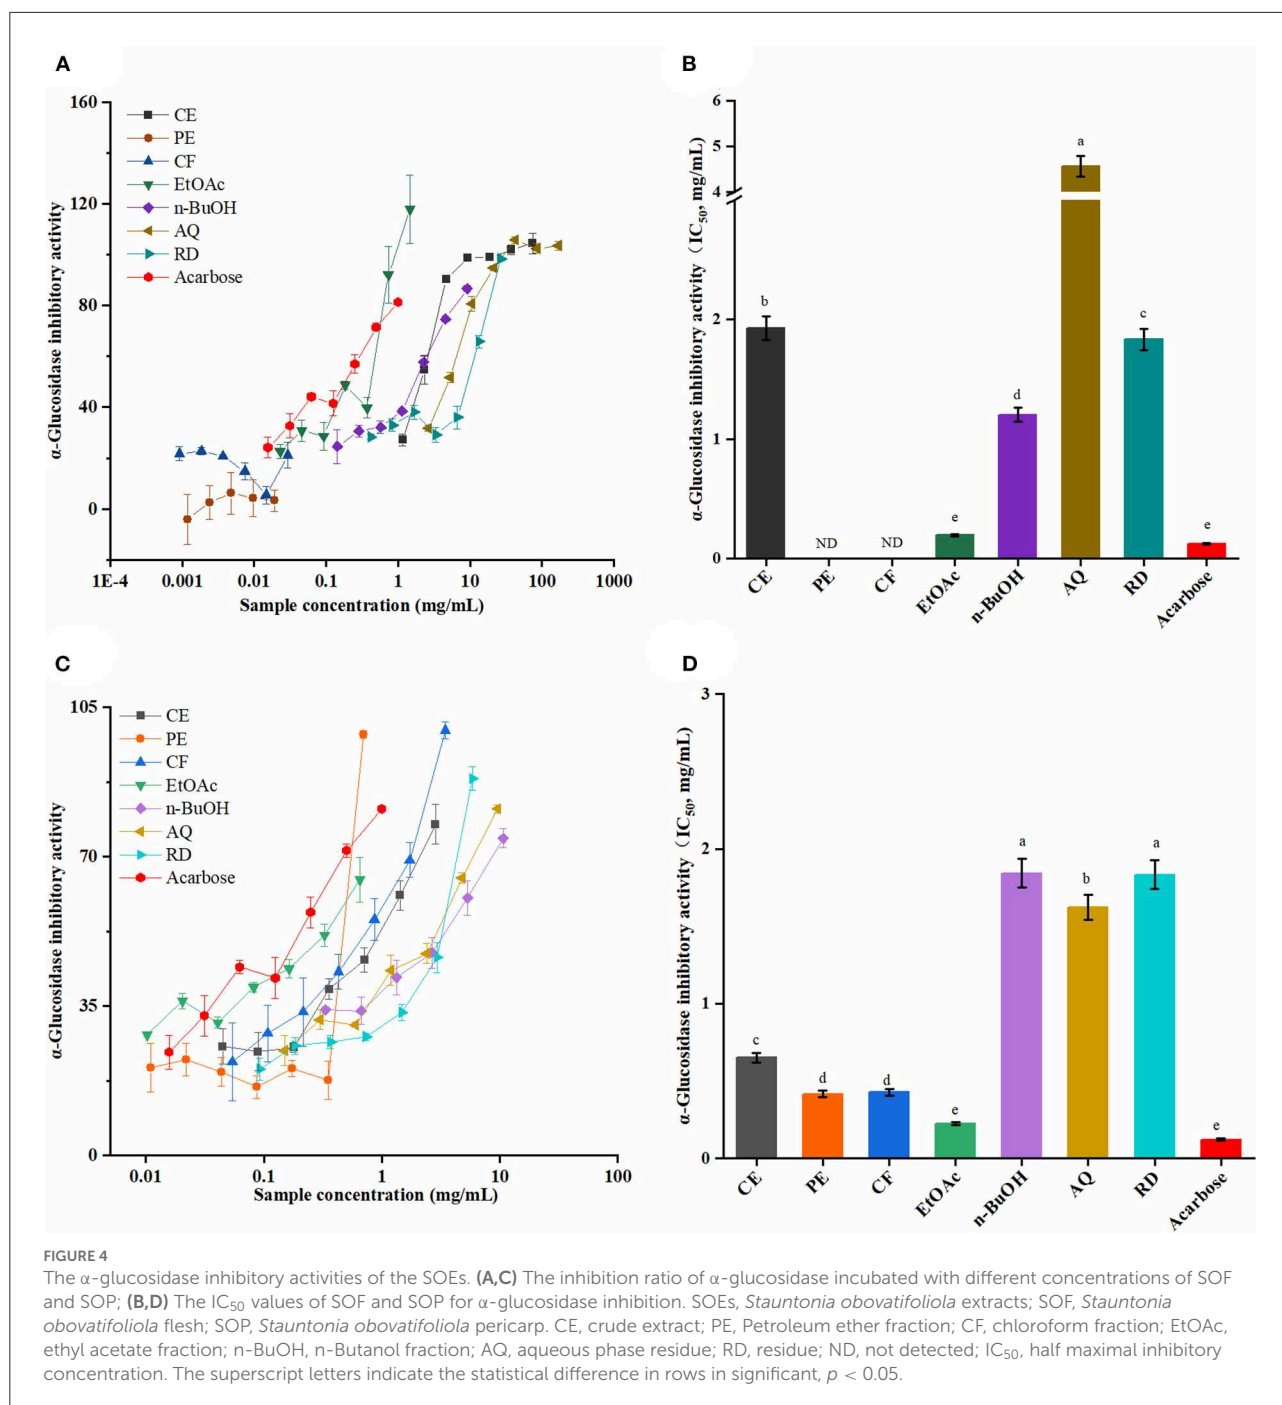 A
160
120
80
40
0
α-Glucosidase inhibitory activity
CE
PE
CF
EtOAc
n-BuOH
AQ
RD
Acarbose
1E-4 0.001 0.01 0.1 1 10 100 1000
Sample concentration (mg/mL)
B
6
5
4
2
1
0
α-Glucosidase inhibitory activity（IC50, mg/mL)
b
ND
ND
e
d
a
c
e
CE PE CF EtOAc n-BuOH AQ RD Acarbose
C
105
70
35
0
α-Glucosidase inhibitory activity
CE
PE
CF
EtOAc
n-BuOH
AQ
RD
Acarbose
0.01 0.1 1 10 100
Sample concentration (mg/mL)
D
3
2
1
0
α-Glucosidase inhibitory activity（IC50, mg/mL)
c
d
d
e
a
b
a
e
CE PE CF EtOAc n-BuOH AQ RD Acarbose
FIGURE 4
The α-glucosidase inhibitory activities of the SOEs. (A,C) The inhibition ratio of α-glucosidase incubated with different concentrations of SOF
and SOP; (B,D) The IC50 values of SOF and SOP for α-glucosidase inhibition. SOEs, Stauntonia obovatifoliola extracts; SOF, Stauntonia
obovatifoliola flesh; SOP, Stauntonia obovatifoliola pericarp. CE, crude extract; PE, Petroleum ether fraction; CF, chloroform fraction; EtOAc,
ethyl acetate fraction; n-BuOH, n-Butanol fraction; AQ, aqueous phase residue; RD, residue; ND, not detected; IC50, half maximal inhibitory
concentration. The superscript letters indicate the statistical difference in rows in significant, p < 0.05.